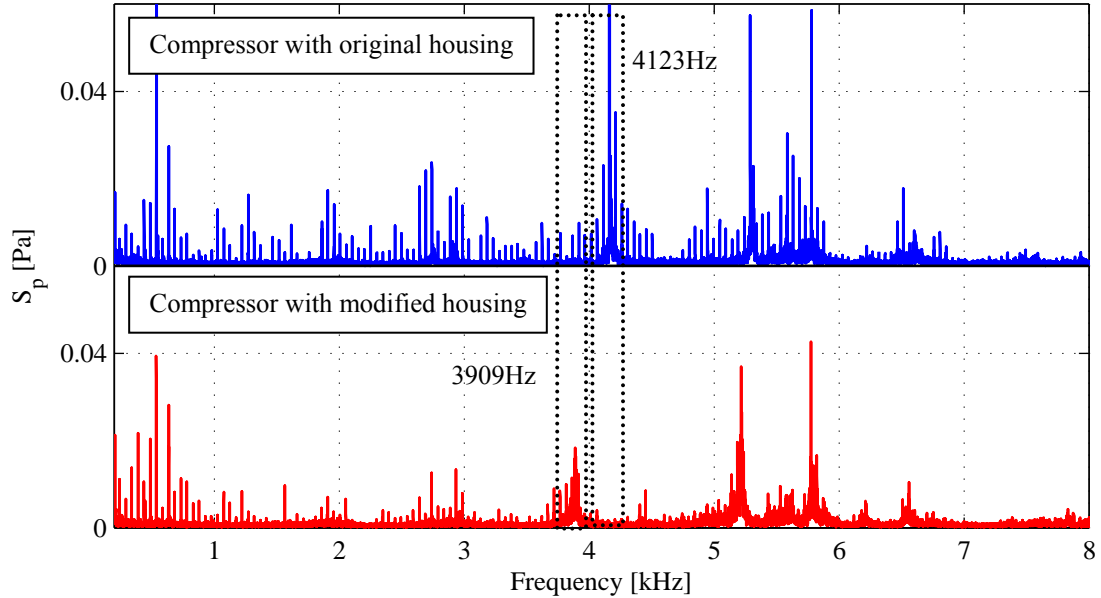 Compressor with original housing
4123Hz
0.04
0
Compressor with modified housing
S_p [Pa]
0.04
3909Hz
0
1 2 3 4 5 6 7 8
Frequency [kHz]